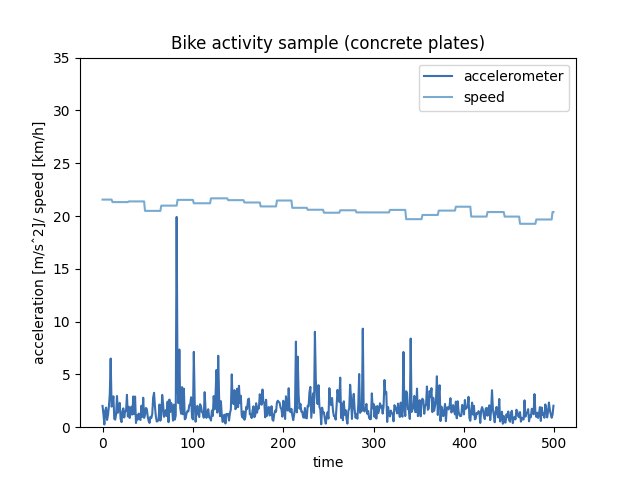 Bike activity sample (concrete plates)
accelerometer
speed
acceleration [m/s^2]/ speed [km/h]
35
30
25
20
15
10
5
0
0 100 200 300 400 500
time